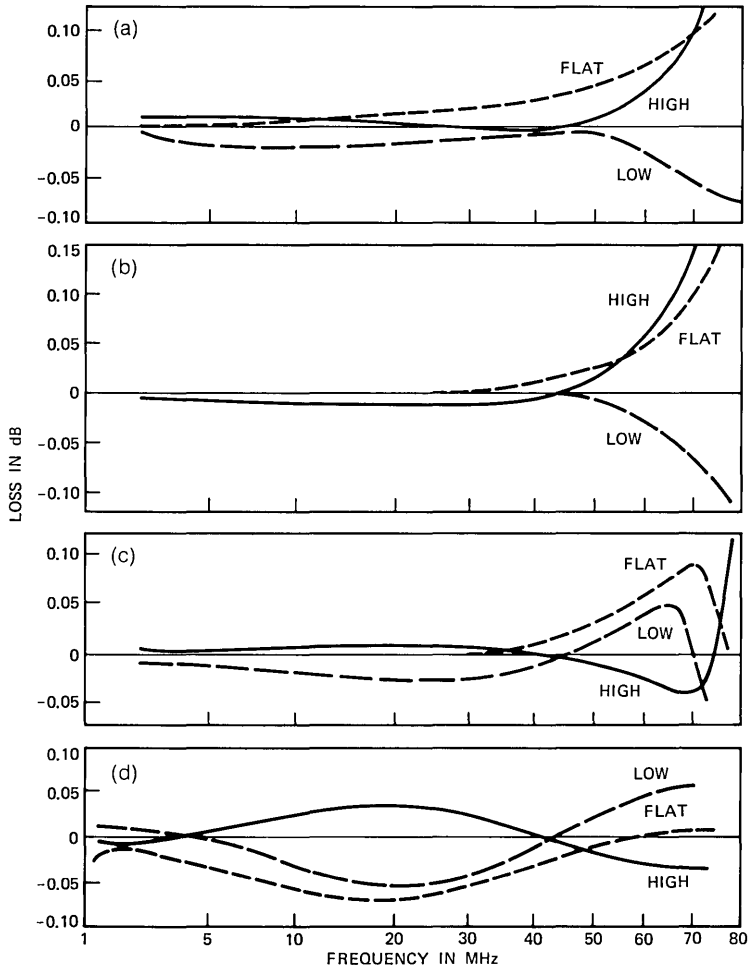 (a)
0.10
0.05
0
-0.05
-0.10
FLAT
HIGH
LOW
(b)
0.15
0.10
0.05
0
-0.05
-0.10
HIGH
FLAT
LOW
LOSS IN dB
(c)
0.10
0.05
0
-0.05
FLAT
LOW
HIGH
(d)
0.10
0.05
0
-0.05
-0.10
LOW
FLAT
HIGH
1 5 10 20 30 40 50 60 70 80
FREQUENCY IN MHz